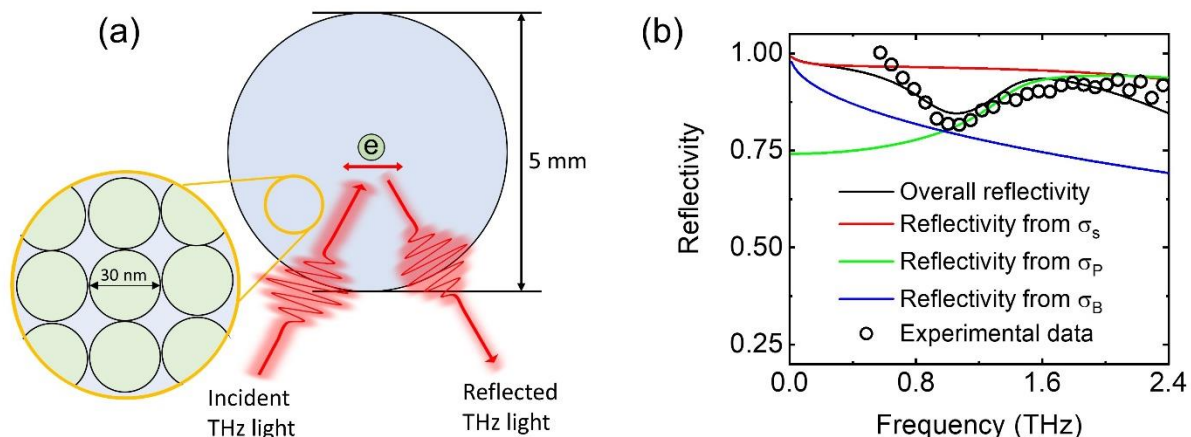 (a)
e
5 mm
30 nm
Incident
THz light
Reflected
THz light
(b)
Reflectivity
1.00
0.75
0.50
0.25
Overall reflectivity
Reflectivity from σs
Reflectivity from σP
Reflectivity from σB
Experimental data
0.0 0.8 1.6 2.4
Frequency (THz)